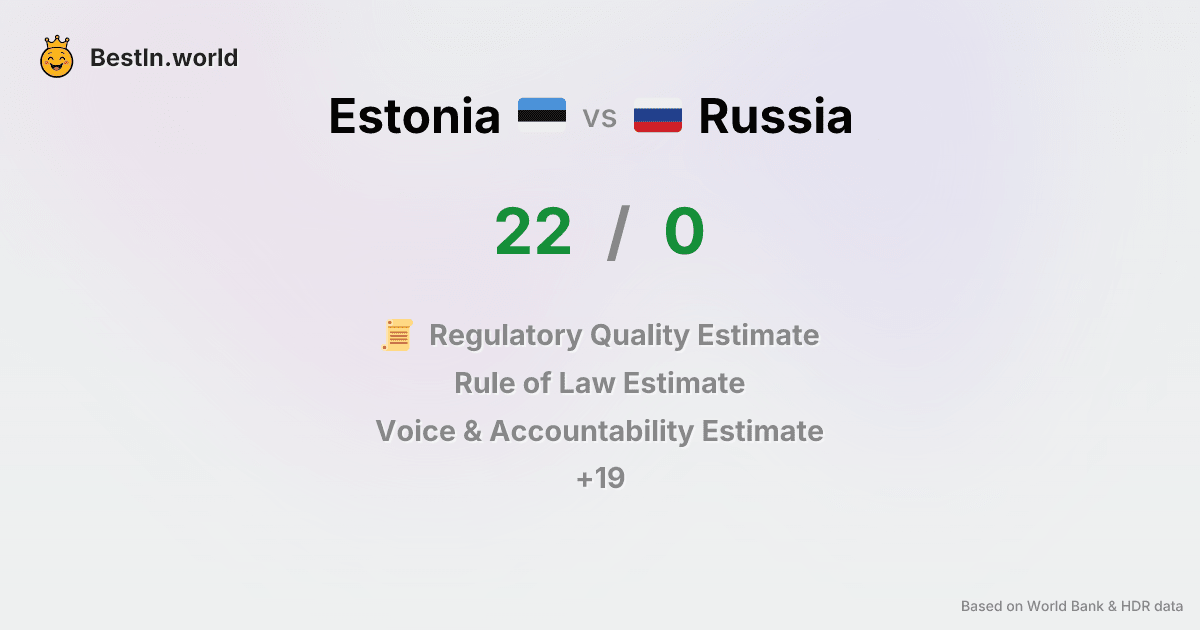 BestIn.world
Estonia vs Russia
22 / 0
Regulatory Quality Estimate
Rule of Law Estimate
Voice & Accountability Estimate
+19
Based on World Bank & HDR data